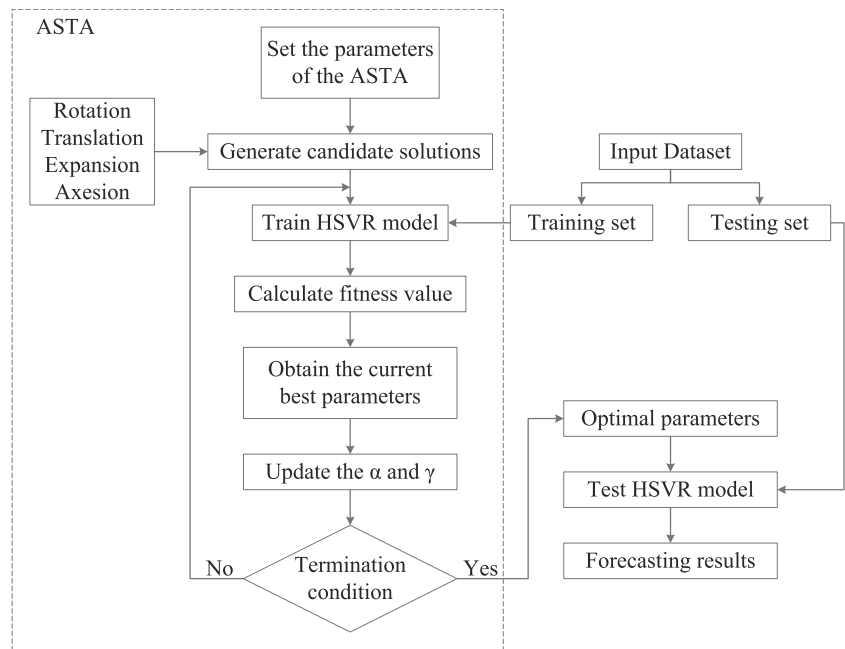 ASTA
Set the parameters
of the ASTA
Rotation
Translation
Expansion
Axesion
Generate candidate solutions
Input Dataset
Train HSVR model
Training set
Testing set
Calculate fitness value
Obtain the current
best parameters
Optimal parameters
Update the α and γ
Test HSVR model
No
Termination
condition
Yes
Forecasting results